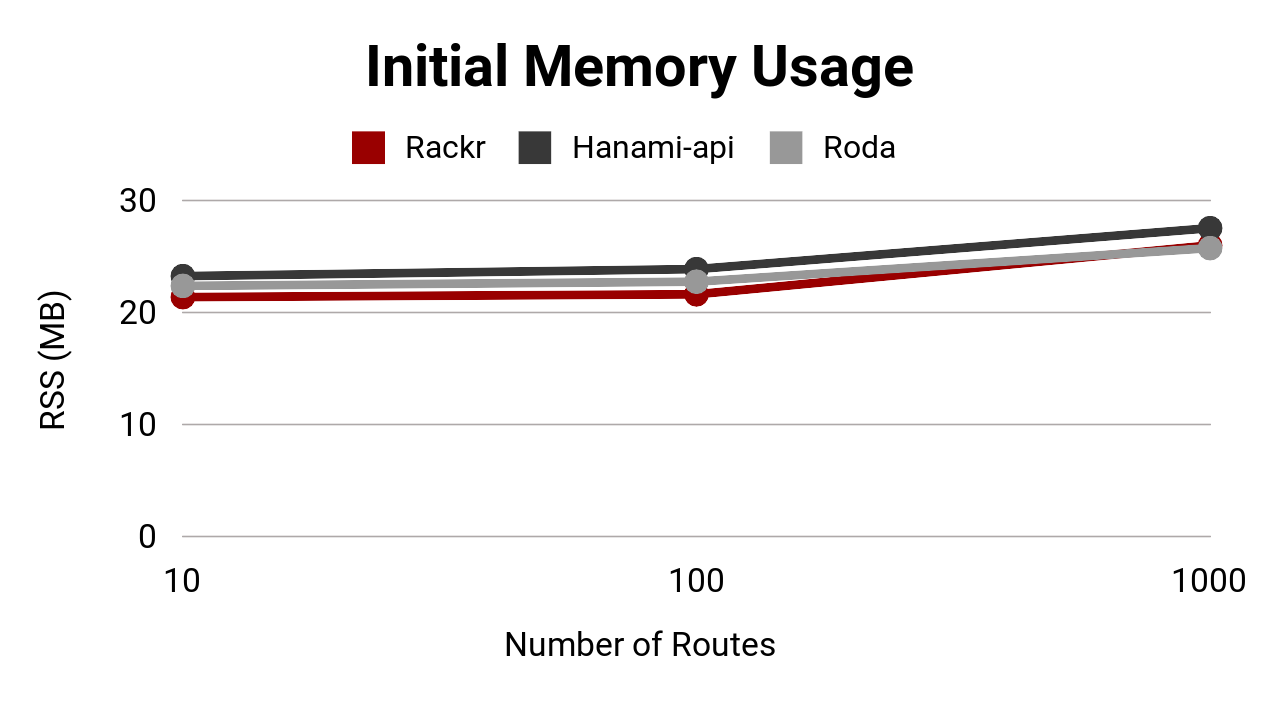 Initial Memory Usage
Rackr Hanami-api Roda
30
20
10
0
RSS (MB)
10 100 1000
Number of Routes